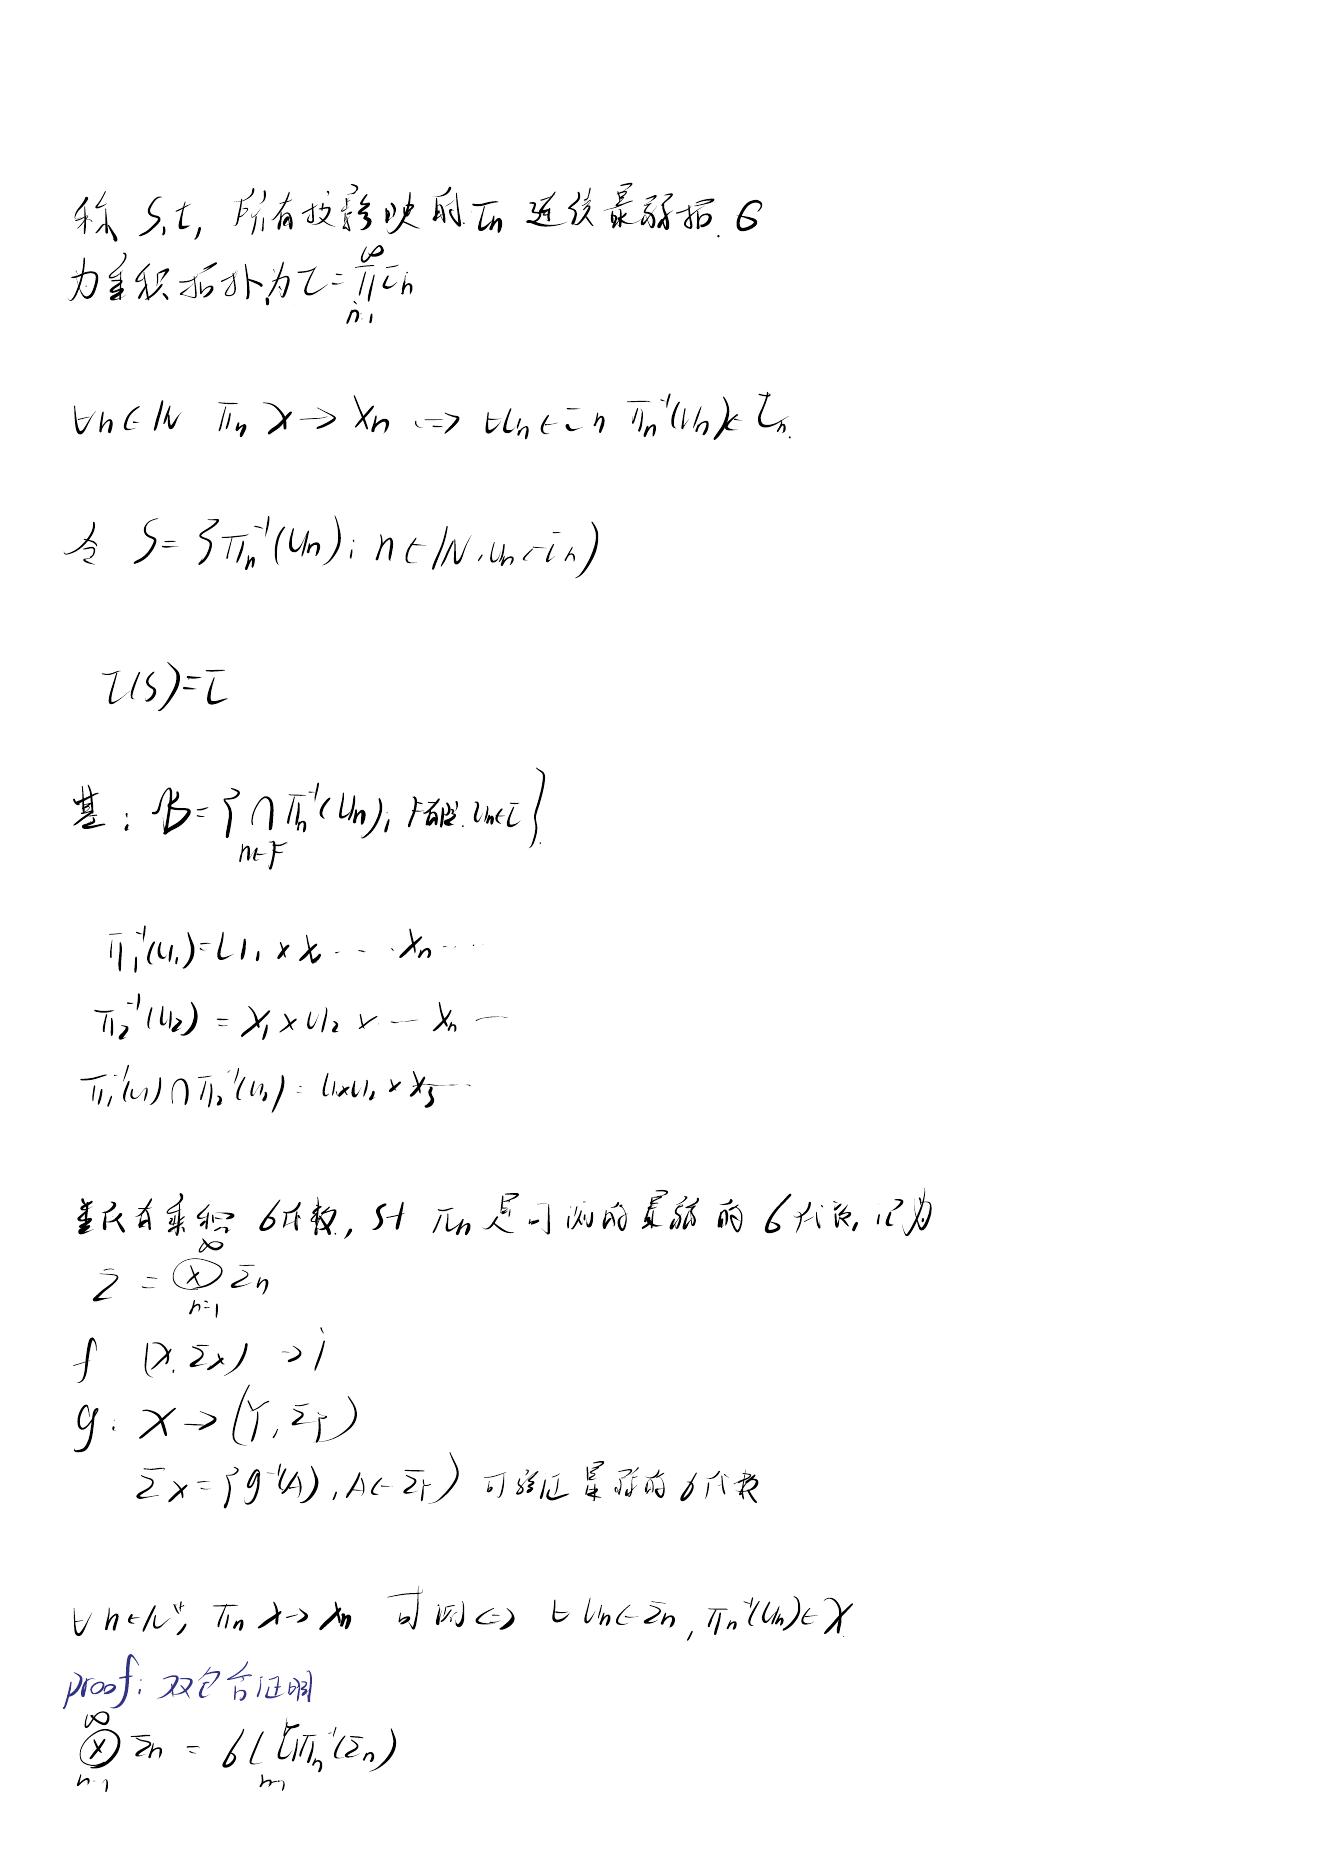 称 S,t, 所有投影映的 πn 连续最弱拓. G
为乘积拓扑,为τ=∏_{n=1}^∞ τn
∀n∈N πn X→Xn ⇔ ∀Un∈τn πn⁻¹(Un)∈τn.
令 S={πn⁻¹(Un); n∈N, un∈τn}
τ(S)=τ
基: B={∩_{n∈F} πn⁻¹(Un); F有限. Un∈τ}
π1⁻¹(U1)=U1×X2 ... Xn ...
π2⁻¹(U2)=X1×U2×— Xn —
π1⁻¹(U1)∩π2⁻¹(U2)=U1×U2×X3—
乘积 σ代数, st πn 是可测的最弱的 σ代数, 记为
Σ=⊗_{n=1}^∞ Σn
f (X,ΣX) →Y
g: X→(Y,ΣY)
ΣX={g⁻¹(A), A∈ΣY} 可验证最弱的σ代数
∀n∈N⁺, πn X→Xn 可测⇔ ∀Un∈Σn, πn⁻¹(Un)∈X
proof: 双包含证明
⊗_{n=1}^∞ Σn = σ(∪_{n=1} πn⁻¹(Σn))